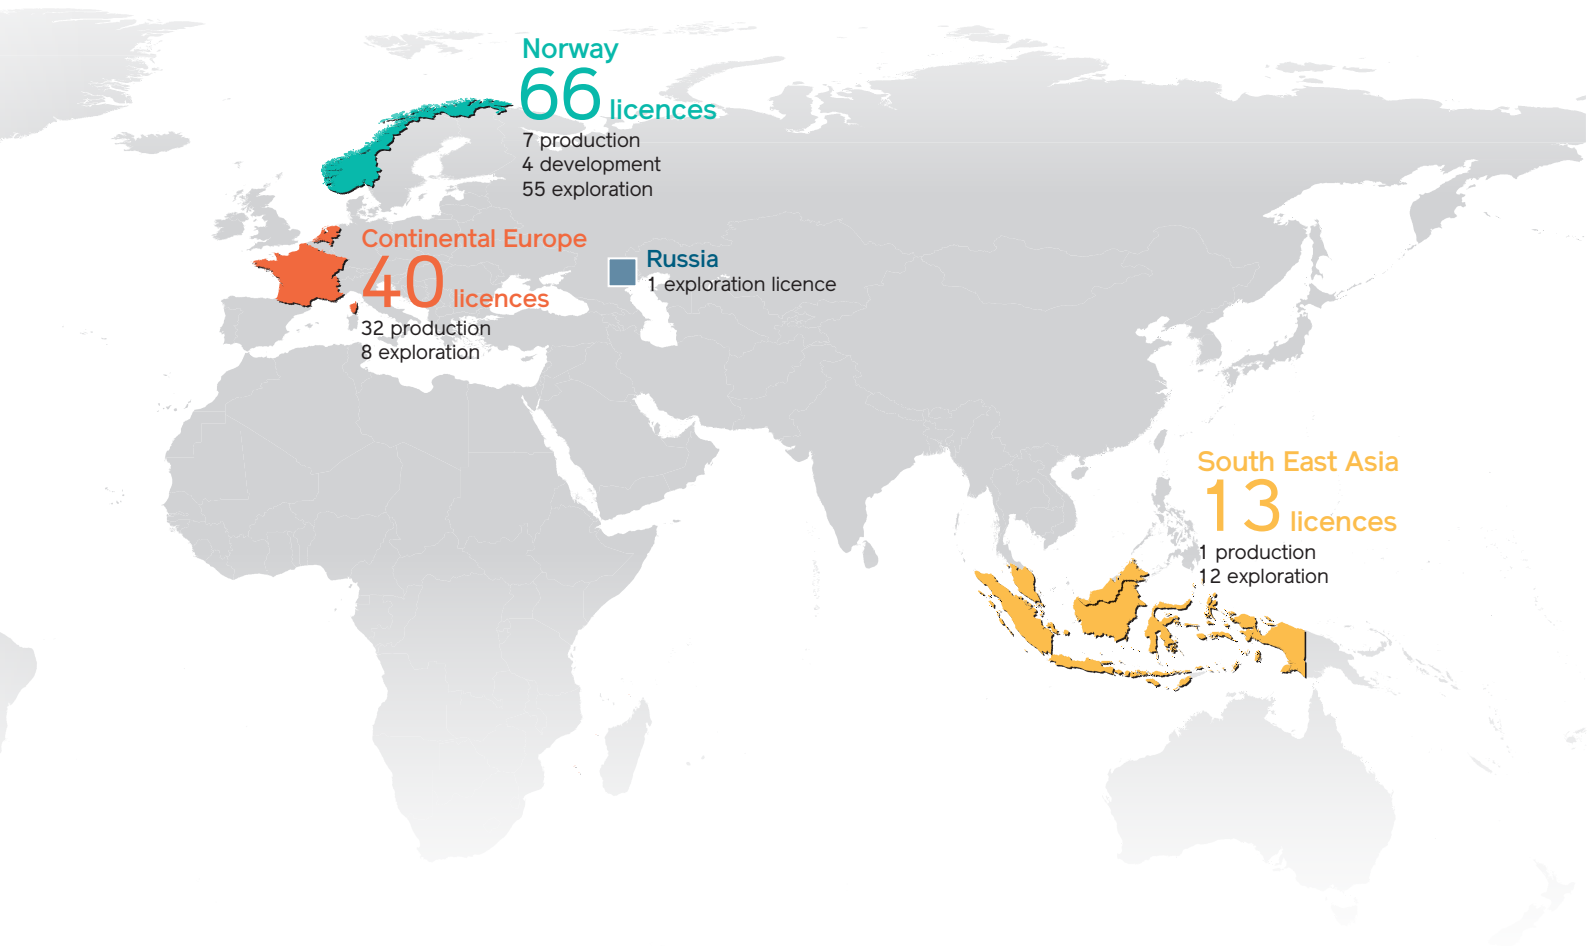 Norway
66 licences
7 production
4 development
55 exploration
Continental Europe
40 licences
32 production
8 exploration
Russia
1 exploration licence
South East Asia
13 licences
1 production
12 exploration